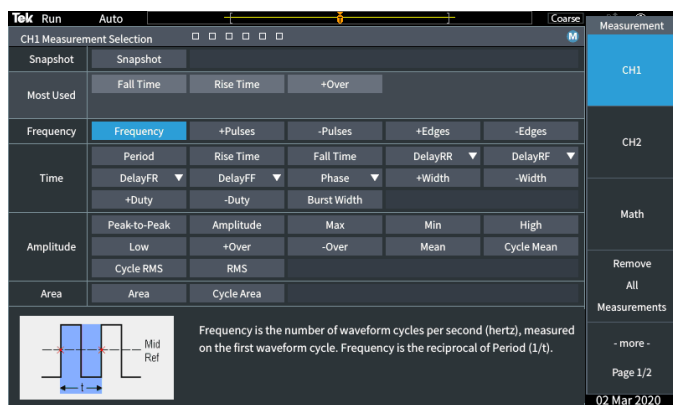 Tek Run Auto Coarse
CH1 Measurement Selection M
Snapshot Snapshot
Most Used Fall Time Rise Time +Over
Frequency Frequency +Pulses -Pulses +Edges -Edges
Time
Period Rise Time Fall Time DelayRR DelayRF
DelayFR DelayFF Phase +Width -Width
+Duty -Duty Burst Width
Amplitude
Peak-to-Peak Amplitude Max Min High
Low +Over -Over Mean Cycle Mean
Cycle RMS RMS
Area Area Cycle Area
Mid
Ref
t
Frequency is the number of waveform cycles per second (hertz), measured
on the first waveform cycle. Frequency is the reciprocal of Period (1/t).
Measurement
CH1
CH2
Math
Remove
All
Measurements
- more -
Page 1/2
02 Mar 2020